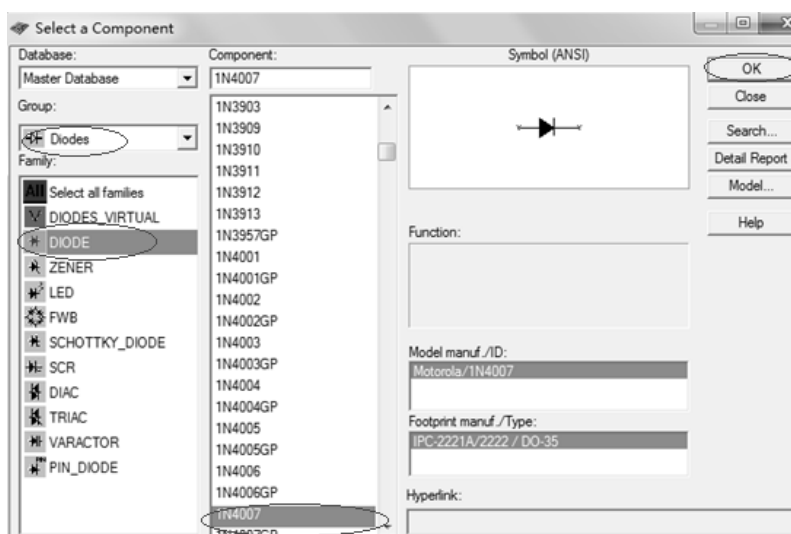 Select a Component
Database:
Master Database
Group:
Diodes
Family:
All Select all families
DIODES_VIRTUAL
DIODE
ZENER
LED
FWB
SCHOTTKY_DIODE
SCR
DIAC
TRIAC
VARACTOR
PIN_DIODE
Component:
1N4007
1N3903
1N3909
1N3910
1N3911
1N3912
1N3913
1N3957GP
1N4001
1N4001GP
1N4002
1N4002GP
1N4003
1N4003GP
1N4004
1N4004GP
1N4005
1N4005GP
1N4006
1N4006GP
1N4007
1N4007GP
Symbol (ANSI)
Function:
Model manuf./ID:
Motorola/1N4007
Footprint manuf./Type:
IPC-2221A/2222 / DO-35
Hyperlink:
OK
Close
Search...
Detail Report
Model...
Help